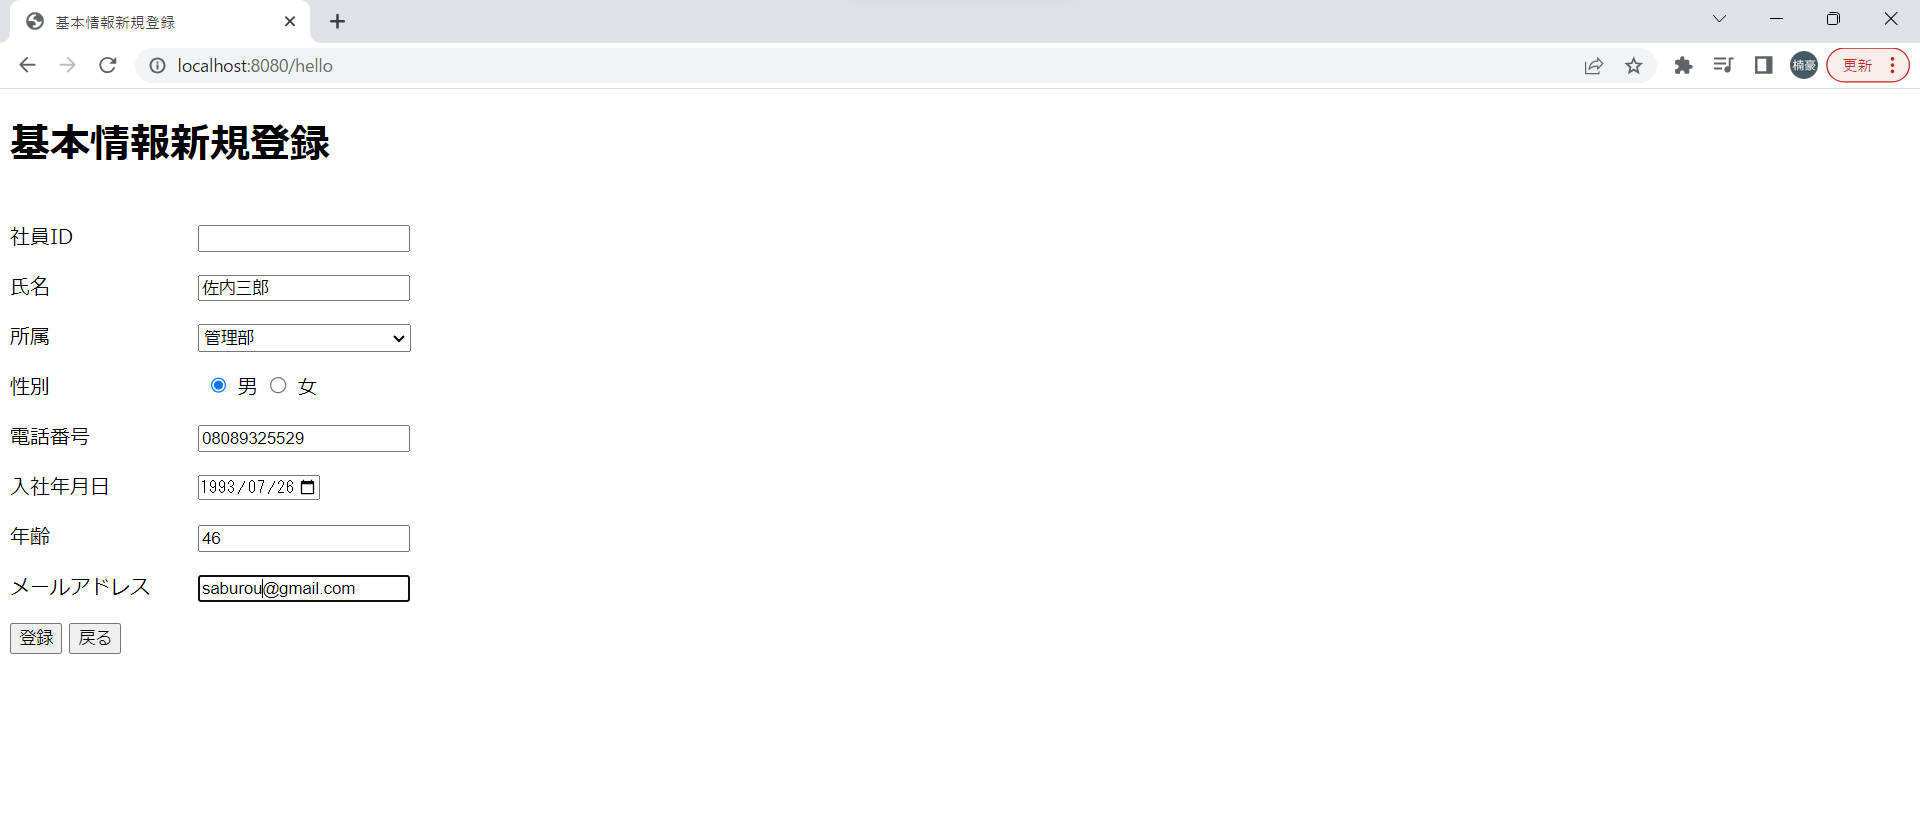 基本情報新規登録
localhost:8080/hello
楠豪
更新
基本情報新規登録
社員ID
氏名 佐内三郎
所属 管理部
性別 男 女
電話番号 08089325529
入社年月日 1993/07/26
年齢 46
メールアドレス saburou@gmail.com
登録 戻る